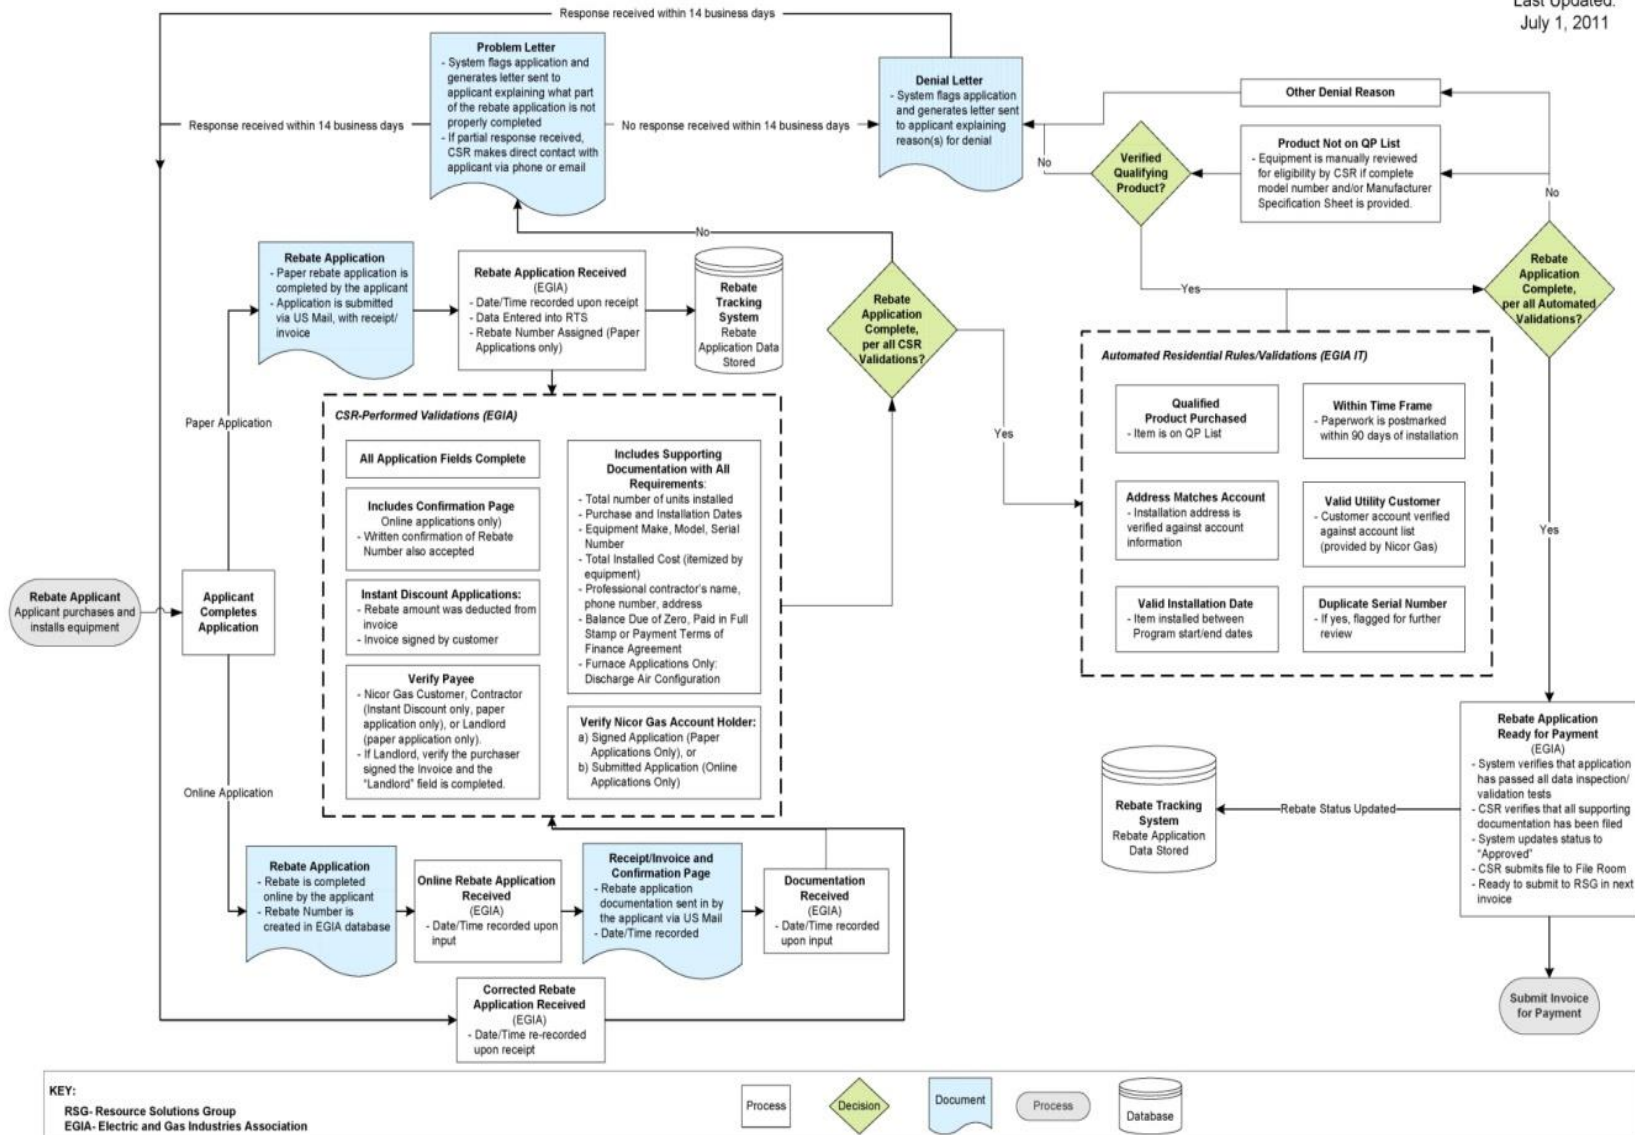 Last Updated:
July 1, 2011
Response received within 14 business days
Problem Letter
- System flags application and
generates letter sent to
applicant explaining what part
of the rebate application is not
properly completed
- If partial response received,
CSR makes direct contact with
applicant via phone or email
Response received within 14 business days
No response received within 14 business days
Denial Letter
- System flags application
and generates letter sent
to applicant explaining
reason(s) for denial
Other Denial Reason
Product Not on QP List
- Equipment is manually reviewed
for eligibility by CSR if complete
model number and/or Manufacturer
Specification Sheet is provided.
Verified
Qualifying
Product?
No
No
Yes
Rebate
Application
Complete,
per all Automated
Validations?
No
Rebate Application
- Paper rebate application is
completed by the applicant
- Application is submitted
via US Mail, with receipt/
invoice
Rebate Application Received
(EGIA)
- Date/Time recorded upon receipt
- Data Entered into RTS
- Rebate Number Assigned (Paper
Applications only)
Rebate
Tracking
System
Rebate
Application Data
Stored
Rebate
Application
Complete,
per all CSR
Validations?
Yes
Paper Application
CSR-Performed Validations (EGIA)
All Application Fields Complete
Includes Confirmation Page
Online applications only)
- Written confirmation of Rebate
Number also accepted
Instant Discount Applications:
- Rebate amount was deducted from
invoice
- Invoice signed by customer
Verify Payee
- Nicor Gas Customer, Contractor
(Instant Discount only, paper
application only), or Landlord
(paper application only).
- If Landlord, verify the purchaser
signed the Invoice and the
"Landlord" field is completed.
Includes Supporting
Documentation with All
Requirements:
- Total number of units installed
- Purchase and Installation Dates
- Equipment Make, Model, Serial
Number
- Total Installed Cost (itemized by
equipment)
- Professional contractor's name,
phone number, address
- Balance Due of Zero, Paid in Full
Stamp or Payment Terms of
Finance Agreement
- Furnace Applications Only:
Discharge Air Configuration
Verify Nicor Gas Account Holder:
a) Signed Application (Paper
Applications Only), or
b) Submitted Application (Online
Applications Only)
Automated Residential Rules/Validations (EGIA IT)
Qualified
Product Purchased
- Item is on QP List
Within Time Frame
- Paperwork is postmarked
within 90 days of installation
Address Matches Account
- Installation address is
verified against account
information
Valid Utility Customer
- Customer account verified
against account list
(provided by Nicor Gas)
Valid Installation Date
- Item installed between
Program start/end dates
Duplicate Serial Number
- If yes, flagged for further
review
Yes
Rebate Applicant
Applicant purchases and
installs equipment
Applicant
Completes
Application
Online Application
Rebate Application
- Rebate is completed
online by the applicant
- Rebate Number is
created in EGIA database
Online Rebate Application
Received
(EGIA)
- Date/Time recorded upon
input
Receipt/Invoice and
Confirmation Page
- Rebate application
documentation sent in by
the applicant via US Mail
- Date/Time recorded
Documentation
Received
(EGIA)
- Date/Time recorded
upon input
Corrected Rebate
Application Received
(EGIA)
- Date/Time re-recorded
upon receipt
Rebate Application
Ready for Payment
(EGIA)
- System verifies that application
has passed all data inspection/
validation tests
- CSR verifies that all supporting
documentation has been filed
- System updates status to
"Approved"
- CSR submits file to File Room
- Ready to submit to RSG in next
invoice
Rebate Status Updated
Rebate Tracking
System
Rebate Application
Data Stored
Submit Invoice
for Payment
KEY:
RSG- Resource Solutions Group
EGIA- Electric and Gas Industries Association
Process
Decision
Document
Process
Database